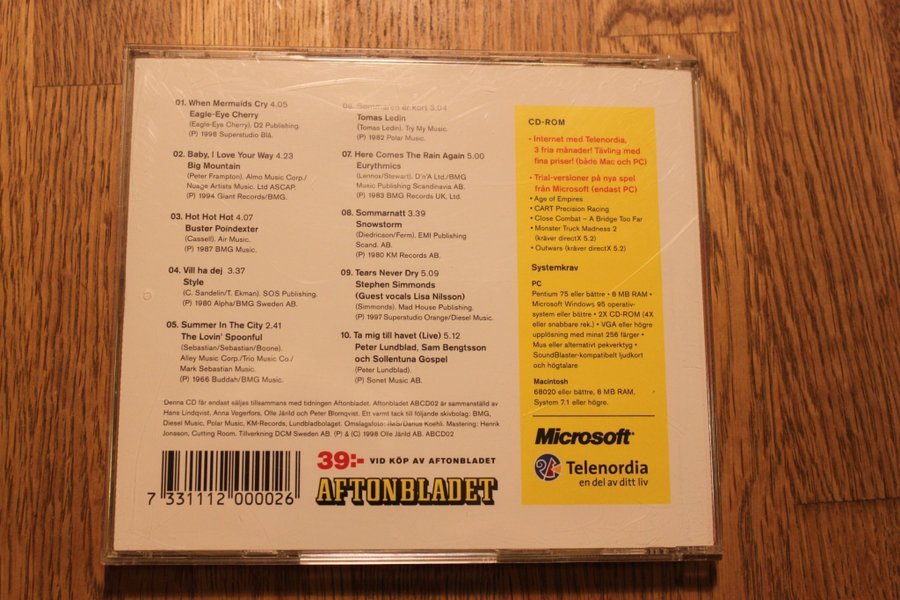 01. When Mermaids Cry 4.05
Eagle-Eye Cherry
(Eagle-Eye Cherry). D2 Publishing.
(P) 1998 Superstudio Blå.
02. Baby, I Love Your Way 4.23
Big Mountain
(Peter Frampton). Almo Music Corp./
Nuage Artists Music. Ltd ASCAP.
(P) 1994 Giant Records/BMG.
03. Hot Hot Hot 4.07
Buster Poindexter
(Cassell). Air Music.
(P) 1987 BMG Music.
04. Vill ha dej 3.37
Style
(C. Sandelin/T. Ekman). SOS Publishing.
(P) 1980 Alpha/BMG Sweden AB.
05. Summer In The City 2.41
The Lovin' Spoonful
(Sebastian/Sebastian/Boone).
Alley Music Corp./Trio Music Co./
Mark Sebastian Music.
(P) 1966 Buddah/BMG Music.
06. Sommaren är kort 3.04
Tomas Ledin
(Tomas Ledin). Try My Music.
(P) 1982 Polar Music.
07. Here Comes The Rain Again 5.00
Eurythmics
(Lennox/Stewart). D'n'A Ltd./BMG
Music Publishing Scandinavia AB.
(P) 1983 BMG Records UK, Ltd.
08. Sommarnatt 3.39
Snowstorm
(Diedricson/Ferm). EMI Publishing
Scand. AB.
(P) 1980 KM Records AB.
09. Tears Never Dry 5.09
Stephen Simmonds
(Guest vocals Lisa Nilsson)
(Simmonds). Mad House Publishing.
(P) 1997 Superstudio Orange/Diesel Music.
10. Ta mig till havet (Live) 5.12
Peter Lundblad, Sam Bengtsson
och Sollentuna Gospel
(Peter Lundblad).
(P) Sonet Music AB.
CD-ROM
• Internet med Telenordia,
3 fria månader! Tävling med
fina priser! (både Mac och PC)
• Trial-versioner på nya spel
från Microsoft (endast PC)
• Age of Empires
• CART Precision Racing
• Close Combat – A Bridge Too Far
• Monster Truck Madness 2
(kräver directX 5.2)
• Outwars (kräver directX 5.2)
Systemkrav
PC
Pentium 75 eller bättre • 8 MB RAM •
Microsoft Windows 95 operativ-
system eller bättre • 2X CD-ROM (4X
eller snabbare rek.) • VGA eller högre
upplösning med minst 256 färger •
Mus eller alternativt pekverktyg •
SoundBlaster-kompatibelt ljudkort
och högtalare
Macintosh
68020 eller bättre, 8 MB RAM,
System 7.1 eller högre.
Microsoft
Telenordia
en del av ditt liv
Denna CD får endast säljas tillsammans med tidningen Aftonbladet. Aftonbladet ABCD02 är sammanställd av
Hans Lindqvist, Anna Vegerfors, Olle Järild och Peter Blomqvist. Ett varmt tack till följande skivbolag: BMG,
Diesel Music, Polar Music, KM-Records, Lundbladbolaget. Omslagsfoto: Koehli. Mastering: Henrik
Jonsson, Cutting Room. Tillverkning DCM Sweden AB. (P) & (C) 1998 Olle Järild AB. ABCD02
39:- VID KÖP AV AFTONBLADET
AFTONBLADET
7 331112 000026